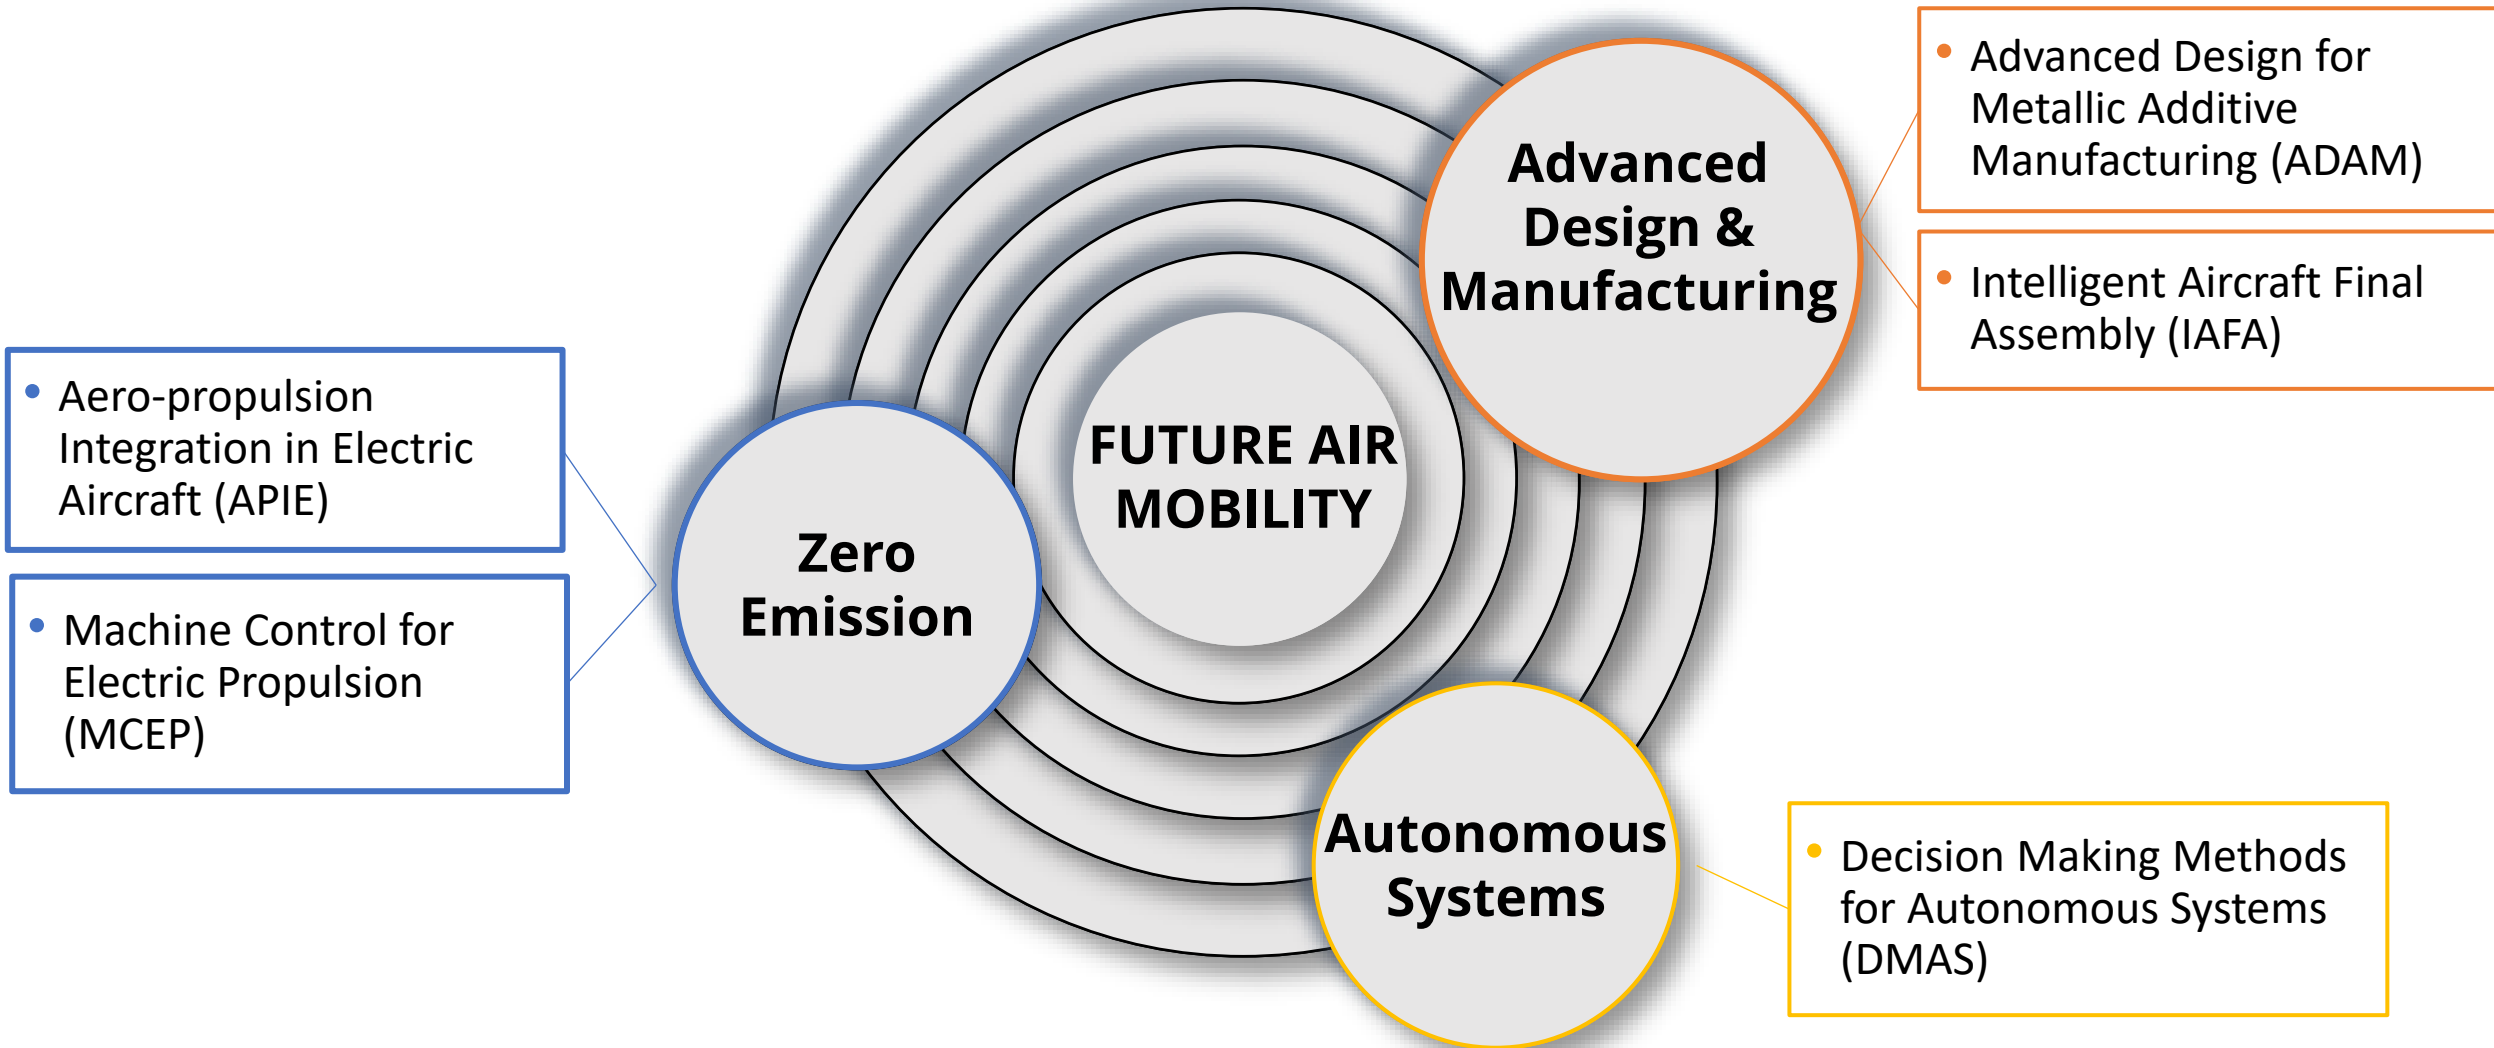 Advanced Design for
Metallic Additive
Manufacturing (ADAM)
Intelligent Aircraft Final
Assembly (IAFA)
Advanced
Design &
Manufacturing
Aero-propulsion
Integration in Electric
Aircraft (APIE)
Machine Control for
Electric Propulsion
(MCEP)
FUTURE AIR
MOBILITY
Zero
Emission
Autonomous
Systems
Decision Making Methods
for Autonomous Systems
(DMAS)